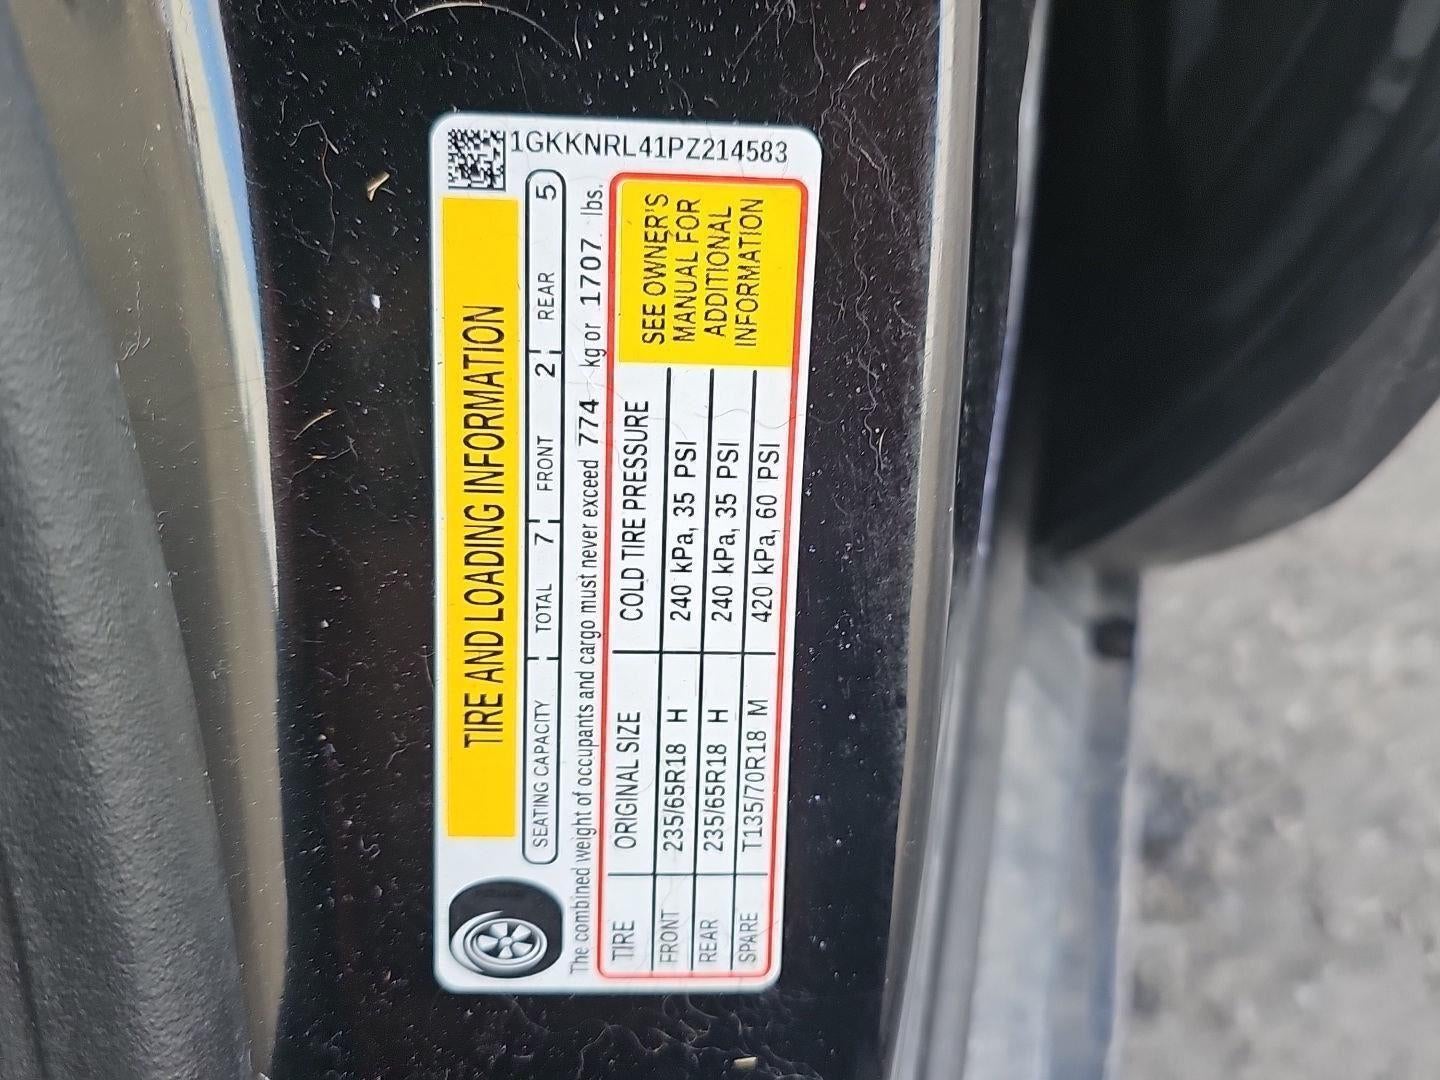 1GKKNRL41PZ214583
TIRE AND LOADING INFORMATION
SEATING CAPACITY TOTAL 7 FRONT 2 REAR 5
The combined weight of occupants and cargo must never exceed 774 kg or 1707 lbs.
TIRE ORIGINAL SIZE COLD TIRE PRESSURE
FRONT 235/65R18 H 240 kPa, 35 PSI
REAR 235/65R18 H 240 kPa, 35 PSI
SPARE T135/70R18 M 420 kPa, 60 PSI
SEE OWNER'S
MANUAL FOR
ADDITIONAL
INFORMATION